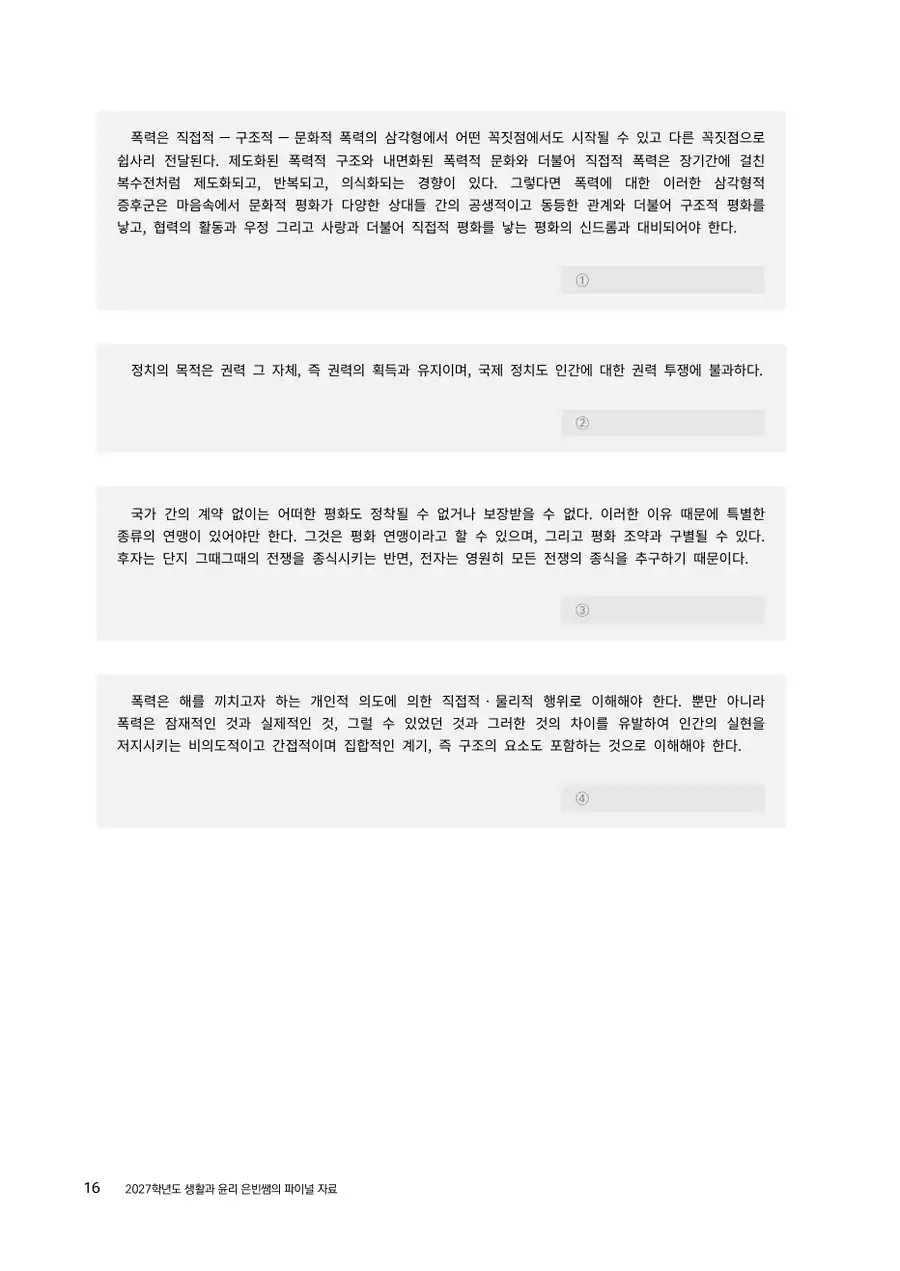 폭력은 직접적 ― 구조적 ― 문화적 폭력의 삼각형에서 어떤 꼭짓점에서도 시작될 수 있고 다른 꼭짓점으로
쉽사리 전달된다. 제도화된 폭력적 구조와 내면화된 폭력적 문화와 더불어 직접적 폭력은 장기간에 걸친
복수전처럼 제도화되고, 반복되고, 의식화되는 경향이 있다. 그렇다면 폭력에 대한 이러한 삼각형적
증후군은 마음속에서 문화적 평화가 다양한 상대들 간의 공생적이고 동등한 관계와 더불어 구조적 평화를
낳고, 협력의 활동과 우정 그리고 사랑과 더불어 직접적 평화를 낳는 평화의 신드롬과 대비되어야 한다.
①
정치의 목적은 권력 그 자체, 즉 권력의 획득과 유지이며, 국제 정치도 인간에 대한 권력 투쟁에 불과하다.
②
국가 간의 계약 없이는 어떠한 평화도 정착될 수 없거나 보장받을 수 없다. 이러한 이유 때문에 특별한
종류의 연맹이 있어야만 한다. 그것은 평화 연맹이라고 할 수 있으며, 그리고 평화 조약과 구별될 수 있다.
후자는 단지 그때그때의 전쟁을 종식시키는 반면, 전자는 영원히 모든 전쟁의 종식을 추구하기 때문이다.
③
폭력은 해를 끼치고자 하는 개인적 의도에 의한 직접적 · 물리적 행위로 이해해야 한다. 뿐만 아니라
폭력은 잠재적인 것과 실제적인 것, 그럴 수 있었던 것과 그러한 것의 차이를 유발하여 인간의 실현을
저지시키는 비의도적이고 간접적이며 집합적인 계기, 즉 구조의 요소도 포함하는 것으로 이해해야 한다.
④
16 2027학년도 생활과 윤리 은빈쌤의 파이널 자료